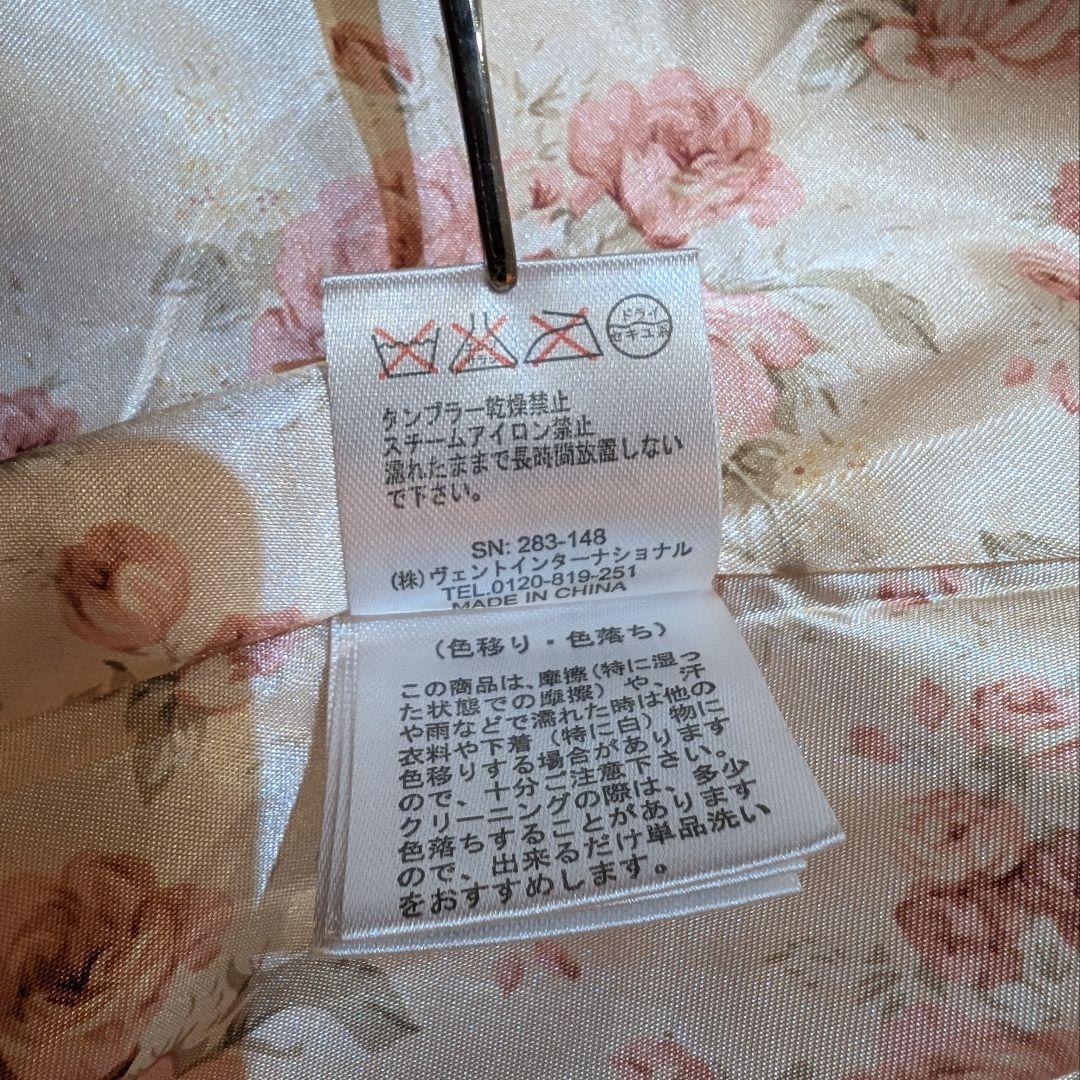 ドライ
セキユ系
タンブラー乾燥禁止
スチームアイロン禁止
濡れたままで長時間放置しない
で下さい。
SN: 283-148
(株)ヴェントインターナショナル
TEL.0120-819-251
MADE IN CHINA
(色移り・色落ち)
この商品は、摩擦(特に湿っ
た状態での摩擦)や、汗
や雨などで濡れた時は他の
衣料や下着(特に白)物に
色移りする場合があります
ので、十分ご注意下さい。
クリーニングの際は、多少
色落ちすることがあります
ので、出来るだけ単品洗い
をおすすめします。